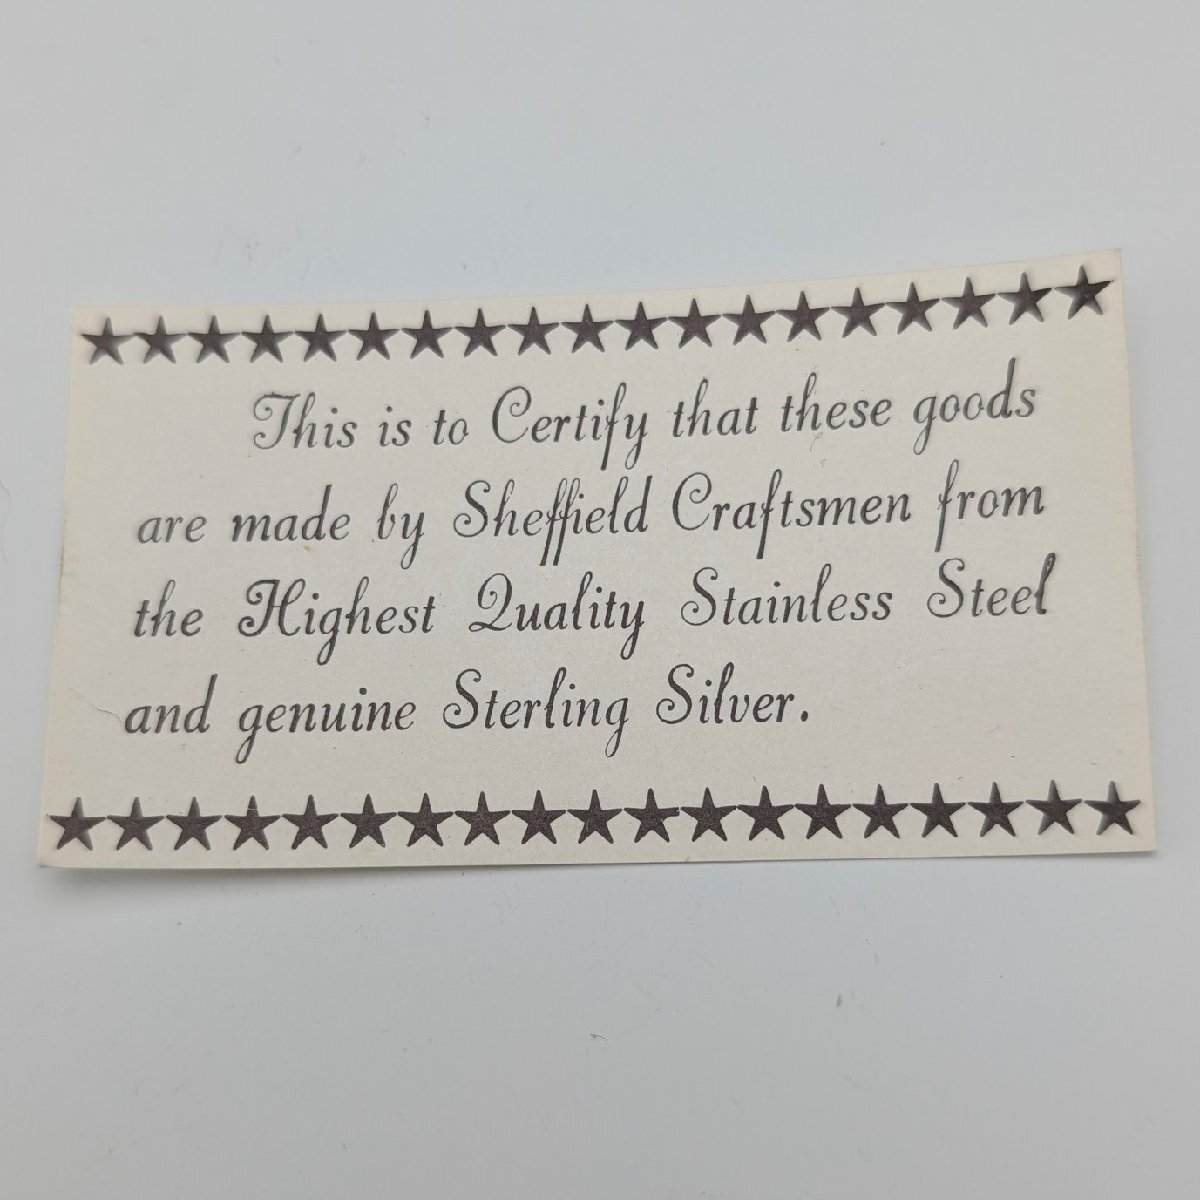 This is to Certify that these goods
are made by Sheffield Craftsmen from
the Highest Quality Stainless Steel
and genuine Sterling Silver.